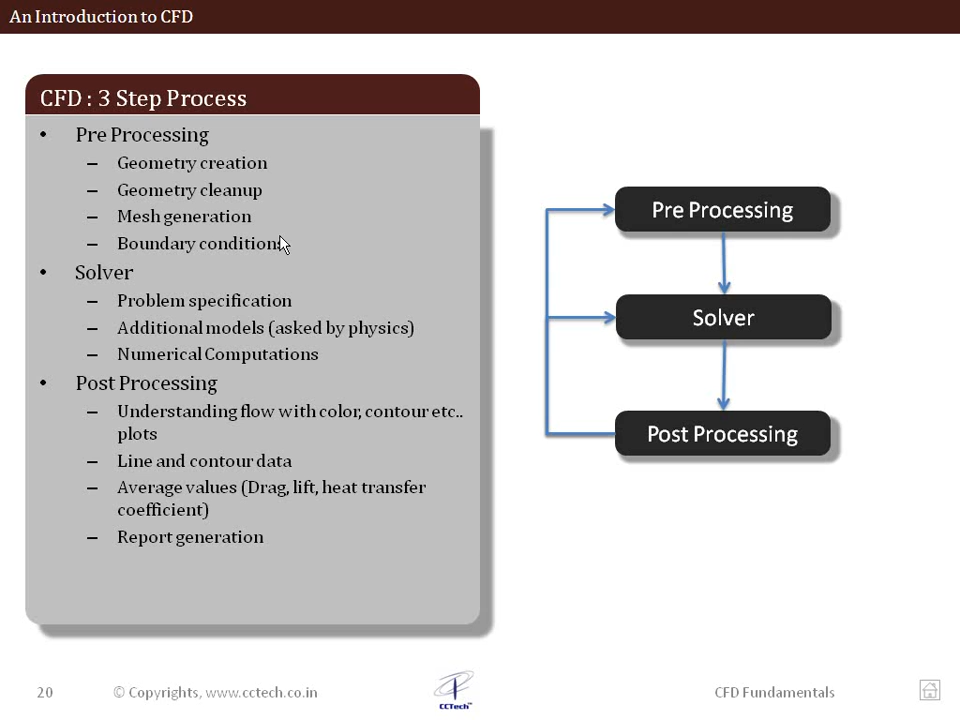 An Introduction to CFD
CFD : 3 Step Process
• Pre Processing
– Geometry creation
– Geometry cleanup
– Mesh generation
– Boundary conditions
• Solver
– Problem specification
– Additional models (asked by physics)
– Numerical Computations
• Post Processing
– Understanding flow with color, contour etc..
plots
– Line and contour data
– Average values (Drag, lift, heat transfer
coefficient)
– Report generation
Pre Processing
Solver
Post Processing
20
© Copyrights, www.cctech.co.in
CCTech™
CFD Fundamentals